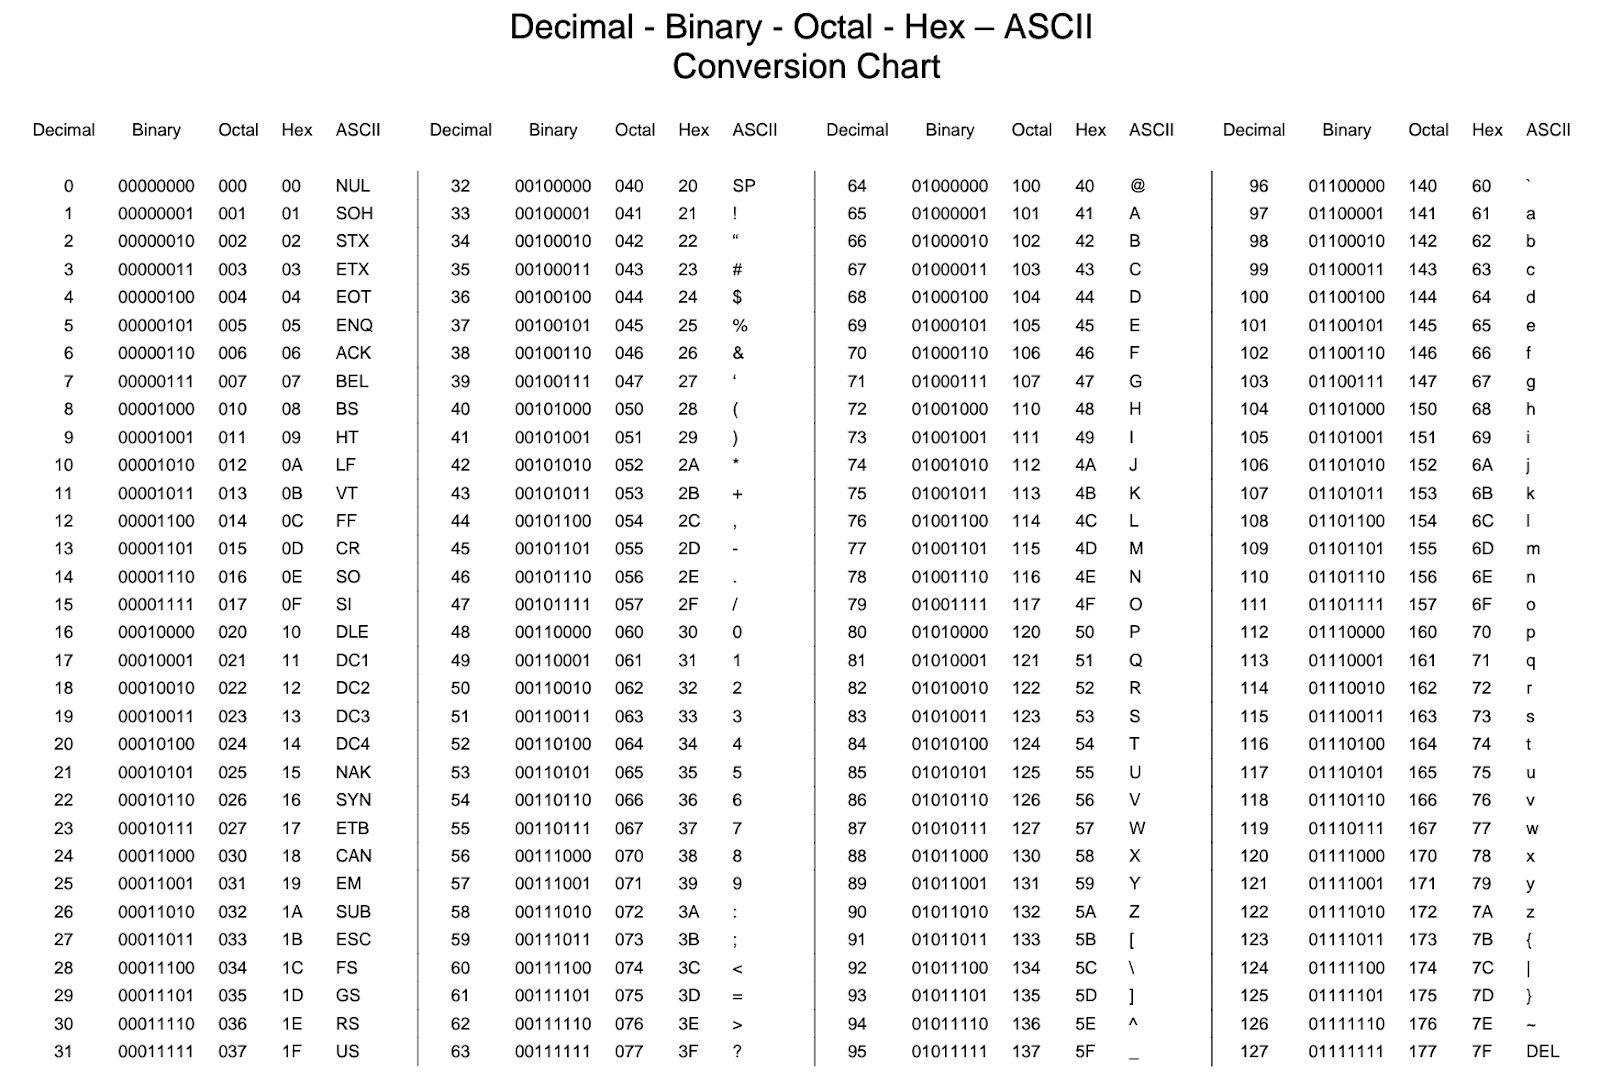 Decimal - Binary - Octal - Hex – ASCII
Conversion Chart
Decimal Binary Octal Hex ASCII Decimal Binary Octal Hex ASCII Decimal Binary Octal Hex ASCII Decimal Binary Octal Hex ASCII
0 00000000 000 00 NUL 32 00100000 040 20 SP 64 01000000 100 40 @ 96 01100000 140 60 `
1 00000001 001 01 SOH 33 00100001 041 21 ! 65 01000001 101 41 A 97 01100001 141 61 a
2 00000010 002 02 STX 34 00100010 042 22 “ 66 01000010 102 42 B 98 01100010 142 62 b
3 00000011 003 03 ETX 35 00100011 043 23 # 67 01000011 103 43 C 99 01100011 143 63 c
4 00000100 004 04 EOT 36 00100100 044 24 $ 68 01000100 104 44 D 100 01100100 144 64 d
5 00000101 005 05 ENQ 37 00100101 045 25 % 69 01000101 105 45 E 101 01100101 145 65 e
6 00000110 006 06 ACK 38 00100110 046 26 & 70 01000110 106 46 F 102 01100110 146 66 f
7 00000111 007 07 BEL 39 00100111 047 27 ‘ 71 01000111 107 47 G 103 01100111 147 67 g
8 00001000 010 08 BS 40 00101000 050 28 ( 72 01001000 110 48 H 104 01101000 150 68 h
9 00001001 011 09 HT 41 00101001 051 29 ) 73 01001001 111 49 I 105 01101001 151 69 i
10 00001010 012 0A LF 42 00101010 052 2A * 74 01001010 112 4A J 106 01101010 152 6A j
11 00001011 013 0B VT 43 00101011 053 2B + 75 01001011 113 4B K 107 01101011 153 6B k
12 00001100 014 0C FF 44 00101100 054 2C , 76 01001100 114 4C L 108 01101100 154 6C l
13 00001101 015 0D CR 45 00101101 055 2D - 77 01001101 115 4D M 109 01101101 155 6D m
14 00001110 016 0E SO 46 00101110 056 2E . 78 01001110 116 4E N 110 01101110 156 6E n
15 00001111 017 0F SI 47 00101111 057 2F / 79 01001111 117 4F O 111 01101111 157 6F o
16 00010000 020 10 DLE 48 00110000 060 30 0 80 01010000 120 50 P 112 01110000 160 70 p
17 00010001 021 11 DC1 49 00110001 061 31 1 81 01010001 121 51 Q 113 01110001 161 71 q
18 00010010 022 12 DC2 50 00110010 062 32 2 82 01010010 122 52 R 114 01110010 162 72 r
19 00010011 023 13 DC3 51 00110011 063 33 3 83 01010011 123 53 S 115 01110011 163 73 s
20 00010100 024 14 DC4 52 00110100 064 34 4 84 01010100 124 54 T 116 01110100 164 74 t
21 00010101 025 15 NAK 53 00110101 065 35 5 85 01010101 125 55 U 117 01110101 165 75 u
22 00010110 026 16 SYN 54 00110110 066 36 6 86 01010110 126 56 V 118 01110110 166 76 v
23 00010111 027 17 ETB 55 00110111 067 37 7 87 01010111 127 57 W 119 01110111 167 77 w
24 00011000 030 18 CAN 56 00111000 070 38 8 88 01011000 130 58 X 120 01111000 170 78 x
25 00011001 031 19 EM 57 00111001 071 39 9 89 01011001 131 59 Y 121 01111001 171 79 y
26 00011010 032 1A SUB 58 00111010 072 3A : 90 01011010 132 5A Z 122 01111010 172 7A z
27 00011011 033 1B ESC 59 00111011 073 3B ; 91 01011011 133 5B [ 123 01111011 173 7B {
28 00011100 034 1C FS 60 00111100 074 3C < 92 01011100 134 5C \ 124 01111100 174 7C |
29 00011101 035 1D GS 61 00111101 075 3D = 93 01011101 135 5D ] 125 01111101 175 7D }
30 00011110 036 1E RS 62 00111110 076 3E > 94 01011110 136 5E ^ 126 01111110 176 7E ~
31 00011111 037 1F US 63 00111111 077 3F ? 95 01011111 137 5F _ 127 01111111 177 7F DEL